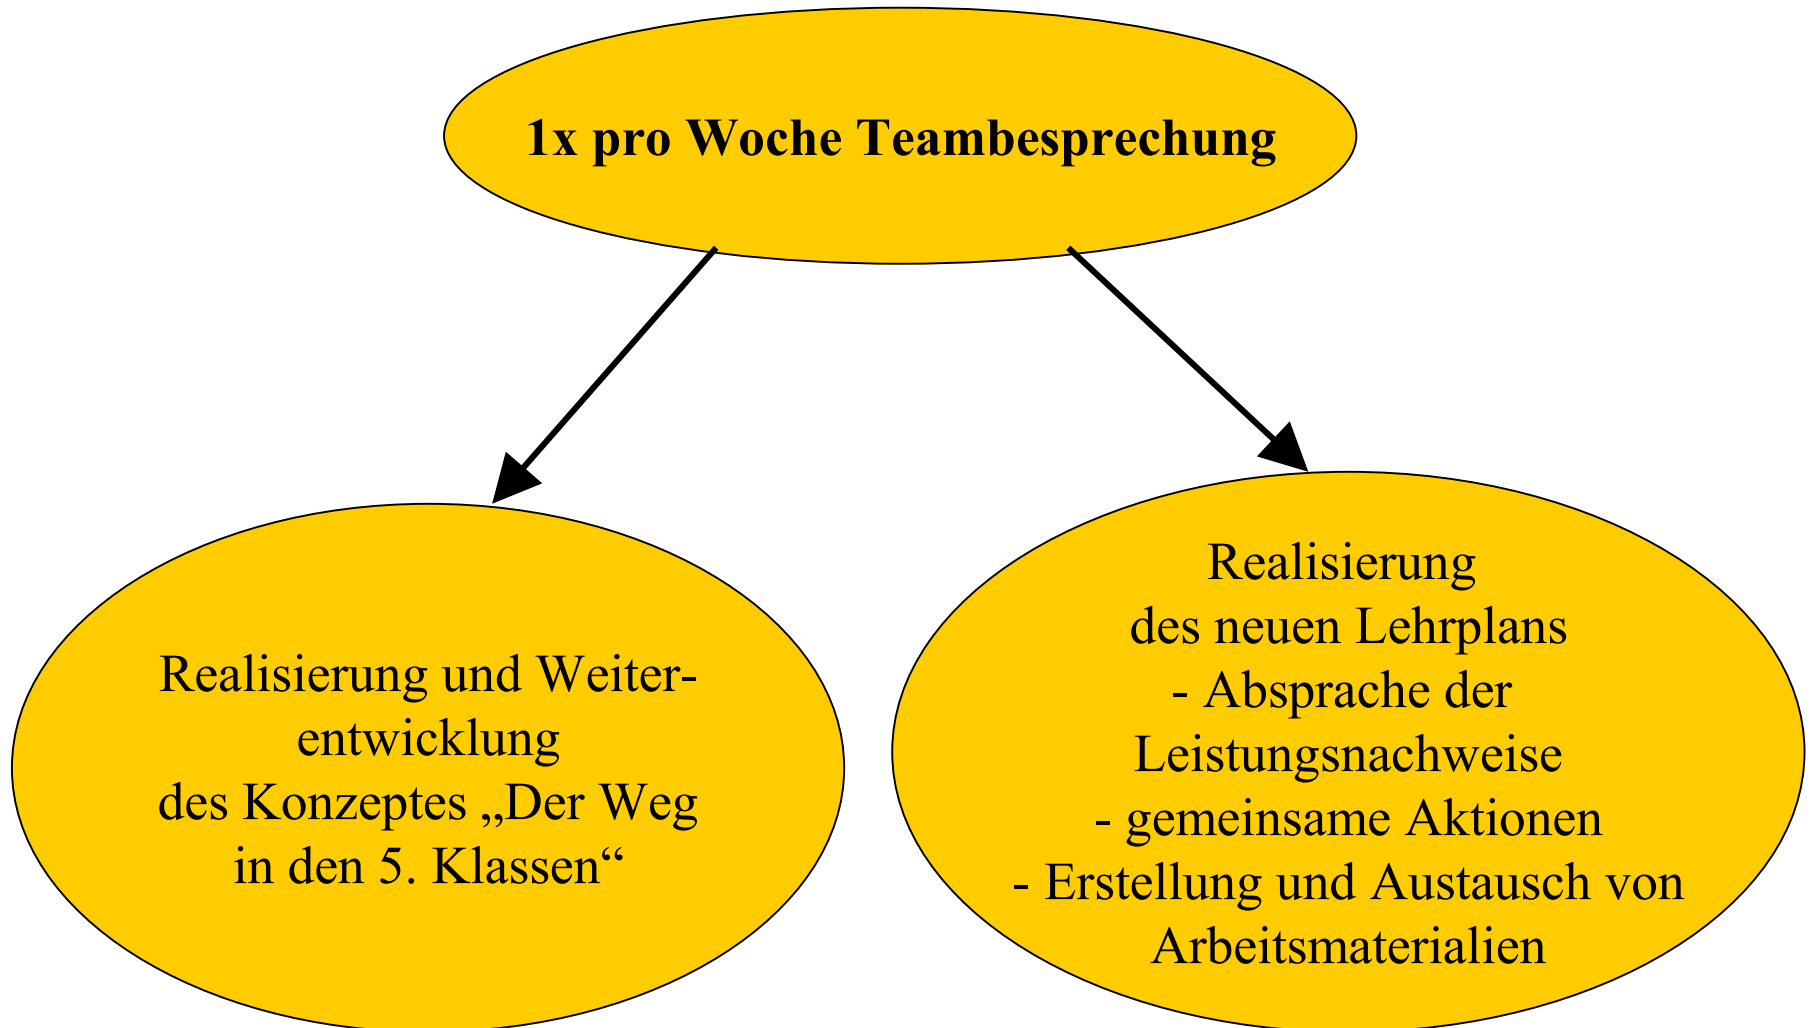 1x pro Woche Teambesprechung
Realisierung und Weiter-
entwicklung
des Konzeptes „Der Weg
in den 5. Klassen“
Realisierung
des neuen Lehrplans
- Absprache der
Leistungsnachweise
- gemeinsame Aktionen
- Erstellung und Austausch von
Arbeitsmaterialien